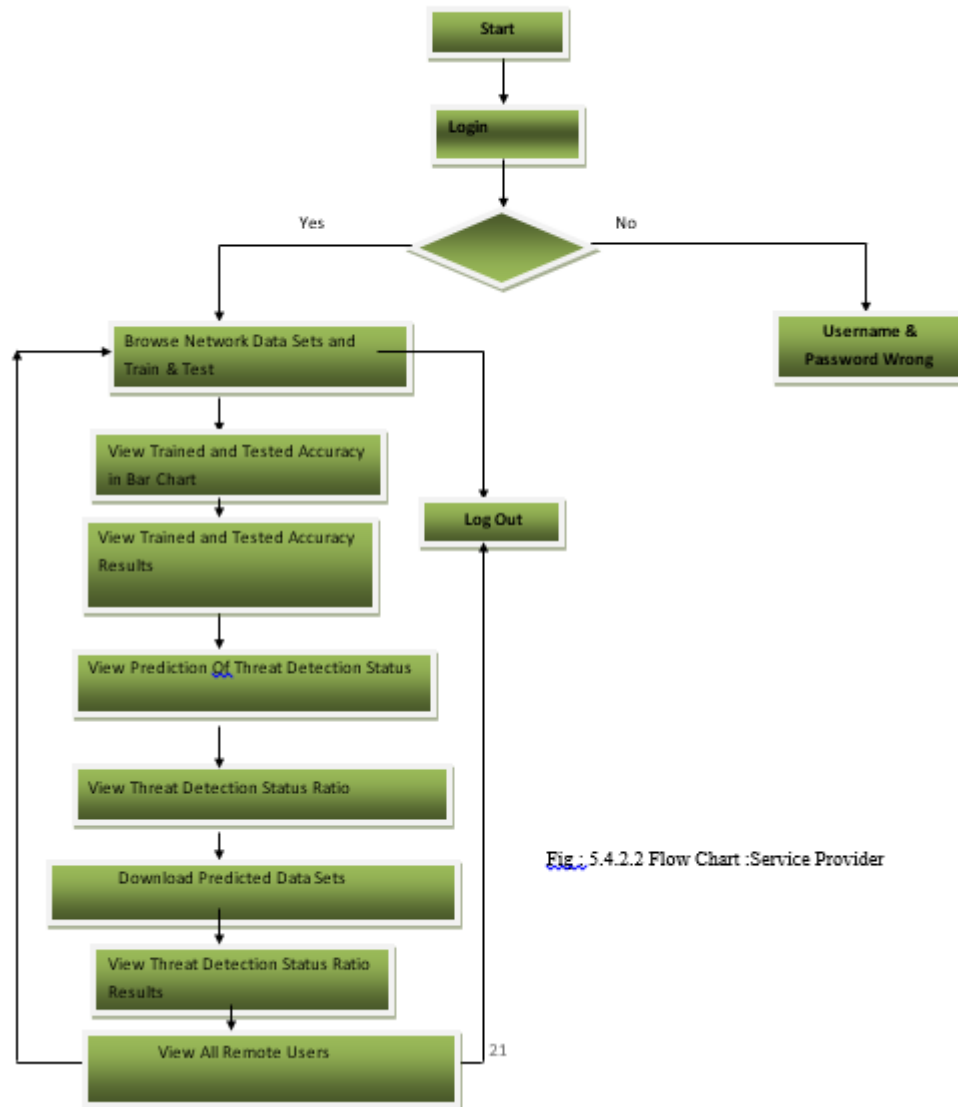 Start
Login
Yes
No
Browse Network Data Sets and
Train & Test
Username &
Password Wrong
View Trained and Tested Accuracy
in Bar Chart
Log Out
View Trained and Tested Accuracy
Results
View Prediction Of Threat Detection Status
View Threat Detection Status Ratio
Fig : 5.4.2.2 Flow Chart :Service Provider
Download Predicted Data Sets
View Threat Detection Status Ratio
Results
View All Remote Users
21